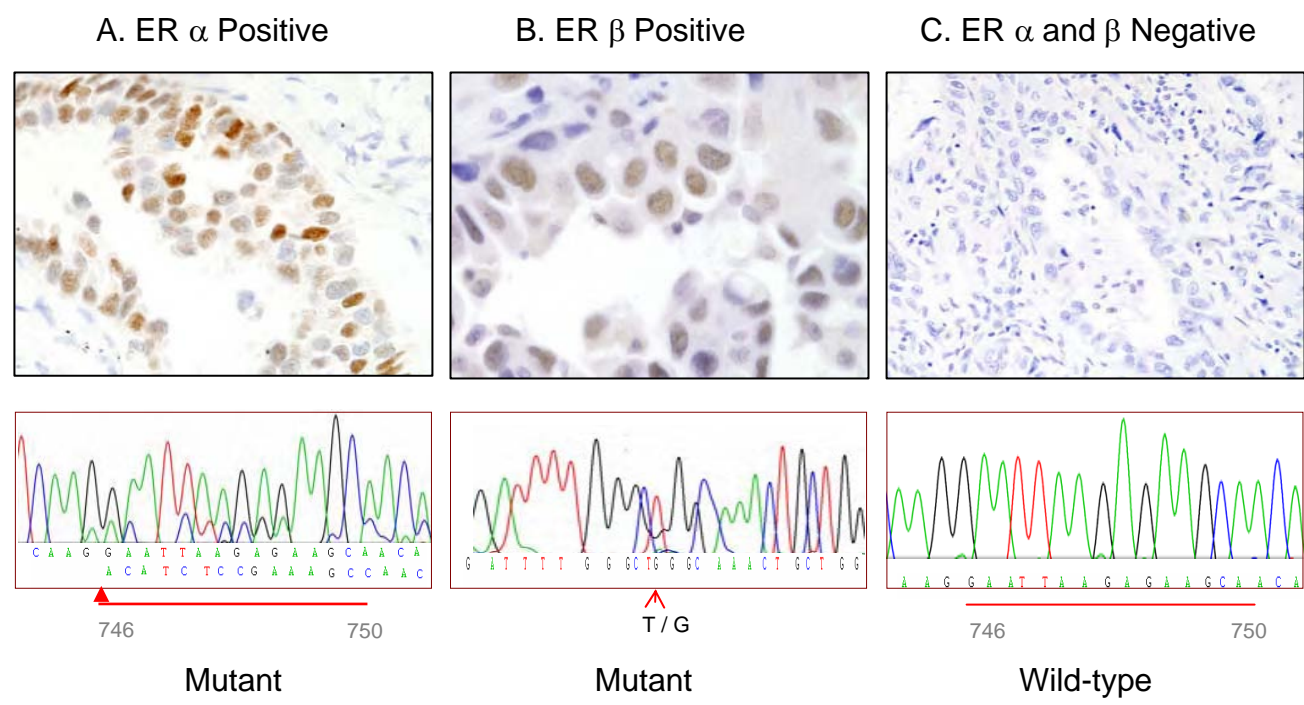 A. ER α Positive
B. ER β Positive
C. ER α and β Negative
C A A G G A A T T A A G A G A A G C A A C A
A C A T C T C C G A A A G C C A A C
G A T T T T G G G C T G G G C A A A C T G C T G G
A A G G A A T T A A G A G A A G C A A C A
746 750
T / G
746 750
Mutant
Mutant
Wild-type